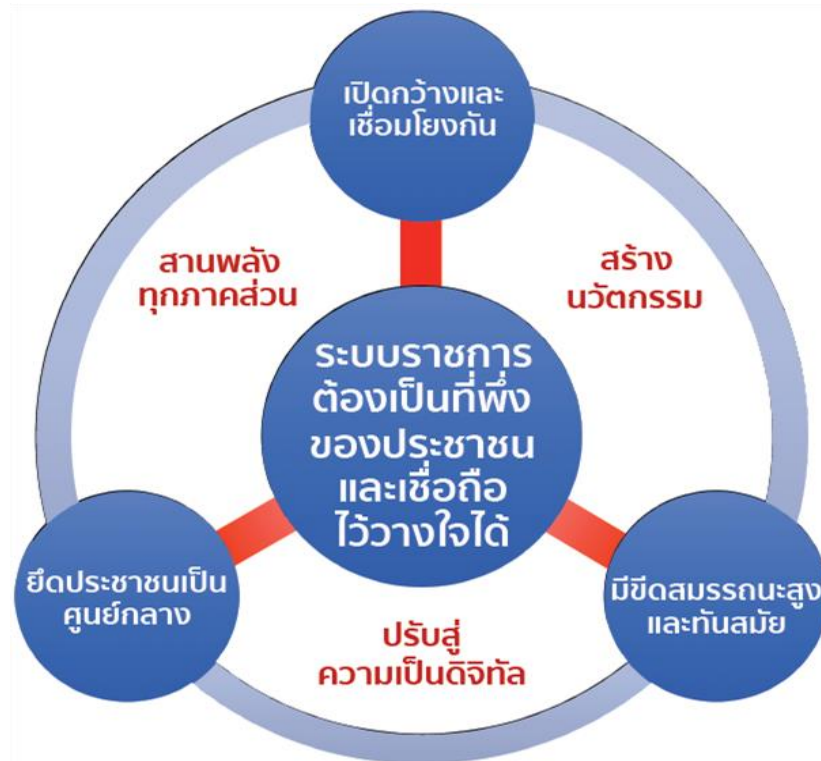 เปิดกว้างและ
เชื่อมโยงกัน
สานพลัง
ทุกภาคส่วน
สร้าง
นวัตกรรม
ระบบราชการ
ต้องเป็นที่พึ่ง
ของประชาชน
และเชื่อถือ
ไว้วางใจได้
ยึดประชาชนเป็น
ศูนย์กลาง
มีขีดสมรรถนะสูง
และทันสมัย
ปรับสู่
ความเป็นดิจิทัล